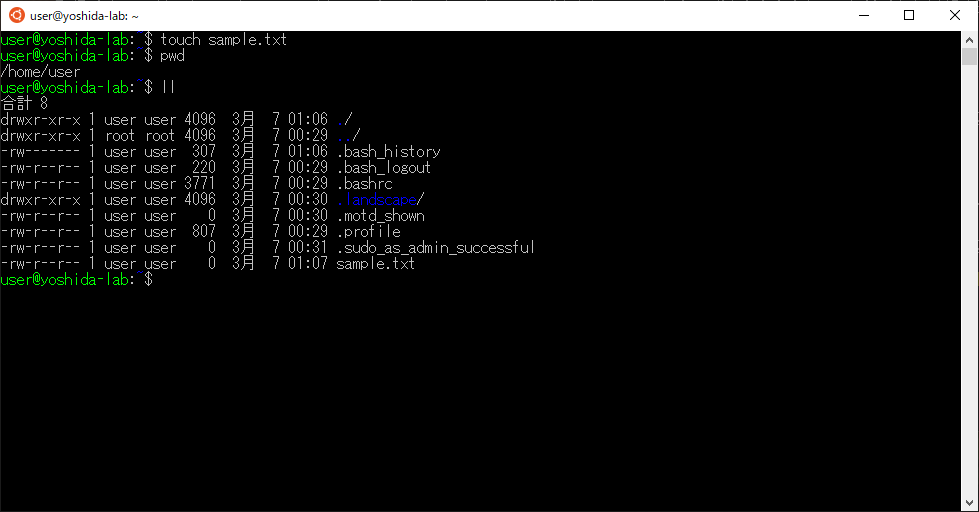 user@yoshida-lab: ~
user@yoshida-lab:~$ touch sample.txt
user@yoshida-lab:~$ pwd
/home/user
user@yoshida-lab:~$ ll
合計 8
drwxr-xr-x 1 user user 4096  3月  7 01:06 ./
drwxr-xr-x 1 root root 4096  3月  7 00:29 ../
-rw------- 1 user user  307  3月  7 01:06 .bash_history
-rw-r--r-- 1 user user  220  3月  7 00:29 .bash_logout
-rw-r--r-- 1 user user 3771  3月  7 00:29 .bashrc
drwxr-xr-x 1 user user 4096  3月  7 00:30 .landscape/
-rw-r--r-- 1 user user    0  3月  7 00:30 .motd_shown
-rw-r--r-- 1 user user  807  3月  7 00:29 .profile
-rw-r--r-- 1 user user    0  3月  7 00:31 .sudo_as_admin_successful
-rw-r--r-- 1 user user    0  3月  7 01:07 sample.txt
user@yoshida-lab:~$